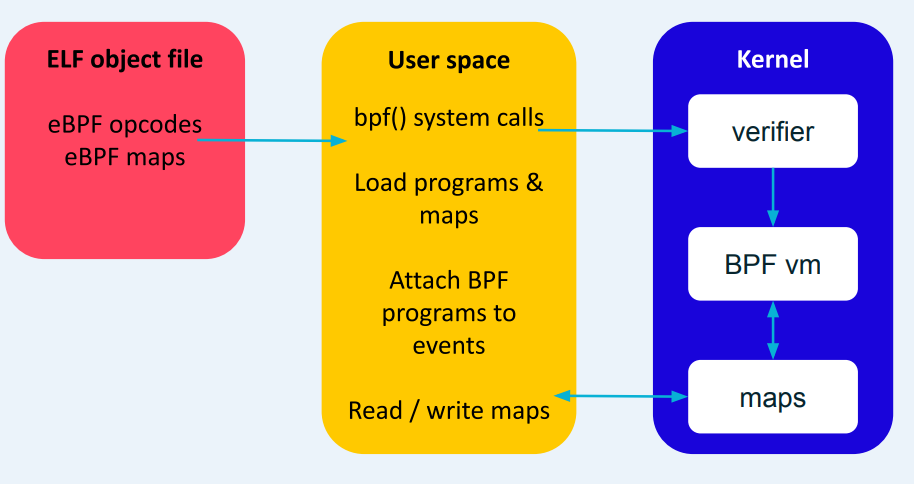 ELF object file
eBPF opcodes
eBPF maps
User space
bpf() system calls
Load programs &
maps
Attach BPF
programs to
events
Read / write maps
Kernel
verifier
BPF vm
maps